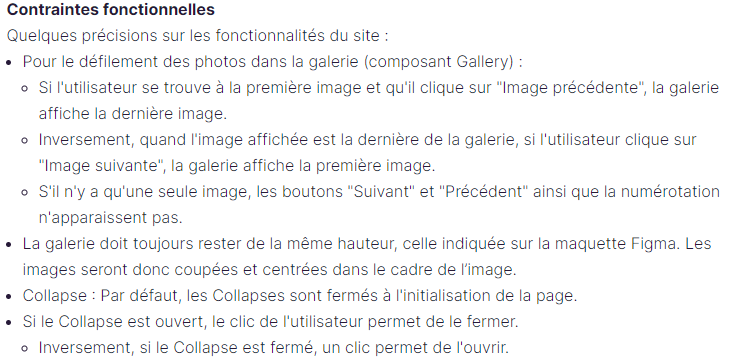 Contraintes fonctionnelles
Quelques précisions sur les fonctionnalités du site :
• Pour le défilement des photos dans la galerie (composant Gallery) :
◦ Si l'utilisateur se trouve à la première image et qu'il clique sur "Image précédente", la galerie
affiche la dernière image.
◦ Inversement, quand l'image affichée est la dernière de la galerie, si l'utilisateur clique sur
"Image suivante", la galerie affiche la première image.
◦ S'il n'y a qu'une seule image, les boutons "Suivant" et "Précédent" ainsi que la numérotation
n'apparaissent pas.
• La galerie doit toujours rester de la même hauteur, celle indiquée sur la maquette Figma. Les
images seront donc coupées et centrées dans le cadre de l’image.
• Collapse : Par défaut, les Collapses sont fermés à l'initialisation de la page.
• Si le Collapse est ouvert, le clic de l'utilisateur permet de le fermer.
◦ Inversement, si le Collapse est fermé, un clic permet de l'ouvrir.